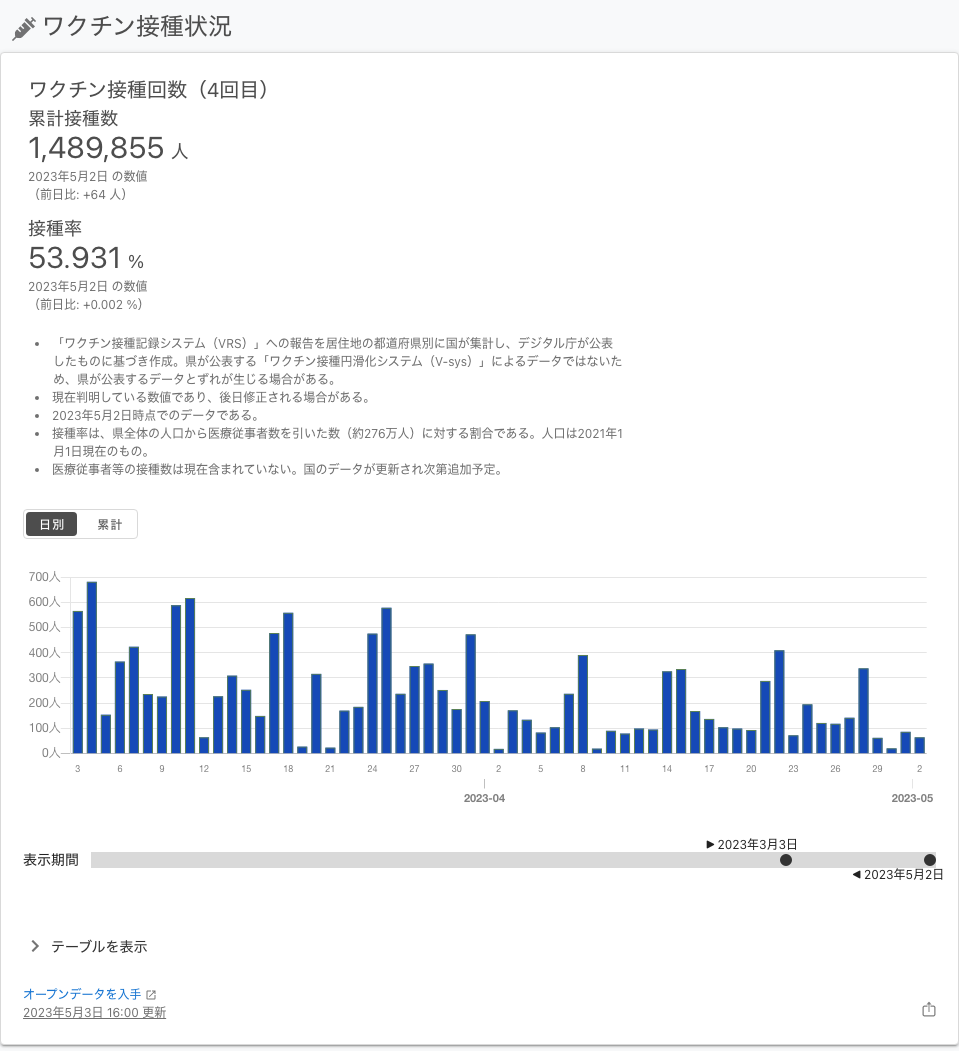 ワクチン接種状況
ワクチン接種回数（4回目）
累計接種数
1,489,855 人
2023年5月2日 の数値
（前日比: +64 人）
接種率
53.931 %
2023年5月2日 の数値
（前日比: +0.002 %）
• 「ワクチン接種記録システム（VRS）」への報告を居住地の都道府県別に国が集計し、デジタル庁が公表
したものに基づき作成。県が公表する「ワクチン接種円滑化システム（V-sys）」によるデータではないた
め、県が公表するデータとずれが生じる場合がある。
• 現在判明している数値であり、後日修正される場合がある。
• 2023年5月2日時点でのデータである。
• 接種率は、県全体の人口から医療従事者数を引いた数（約276万人）に対する割合である。人口は2021年1
月1日現在のもの。
• 医療従事者等の接種数は現在含まれていない。国のデータが更新され次第追加予定。
日別 累計
700人
600人
500人
400人
300人
200人
100人
0人
3 6 9 12 15 18 21 24 27 30 2 5 8 11 14 17 20 23 26 29 2
2023-04 2023-05
▶ 2023年3月3日
表示期間
◀ 2023年5月2日
テーブルを表示
オープンデータを入手
2023年5月3日 16:00 更新